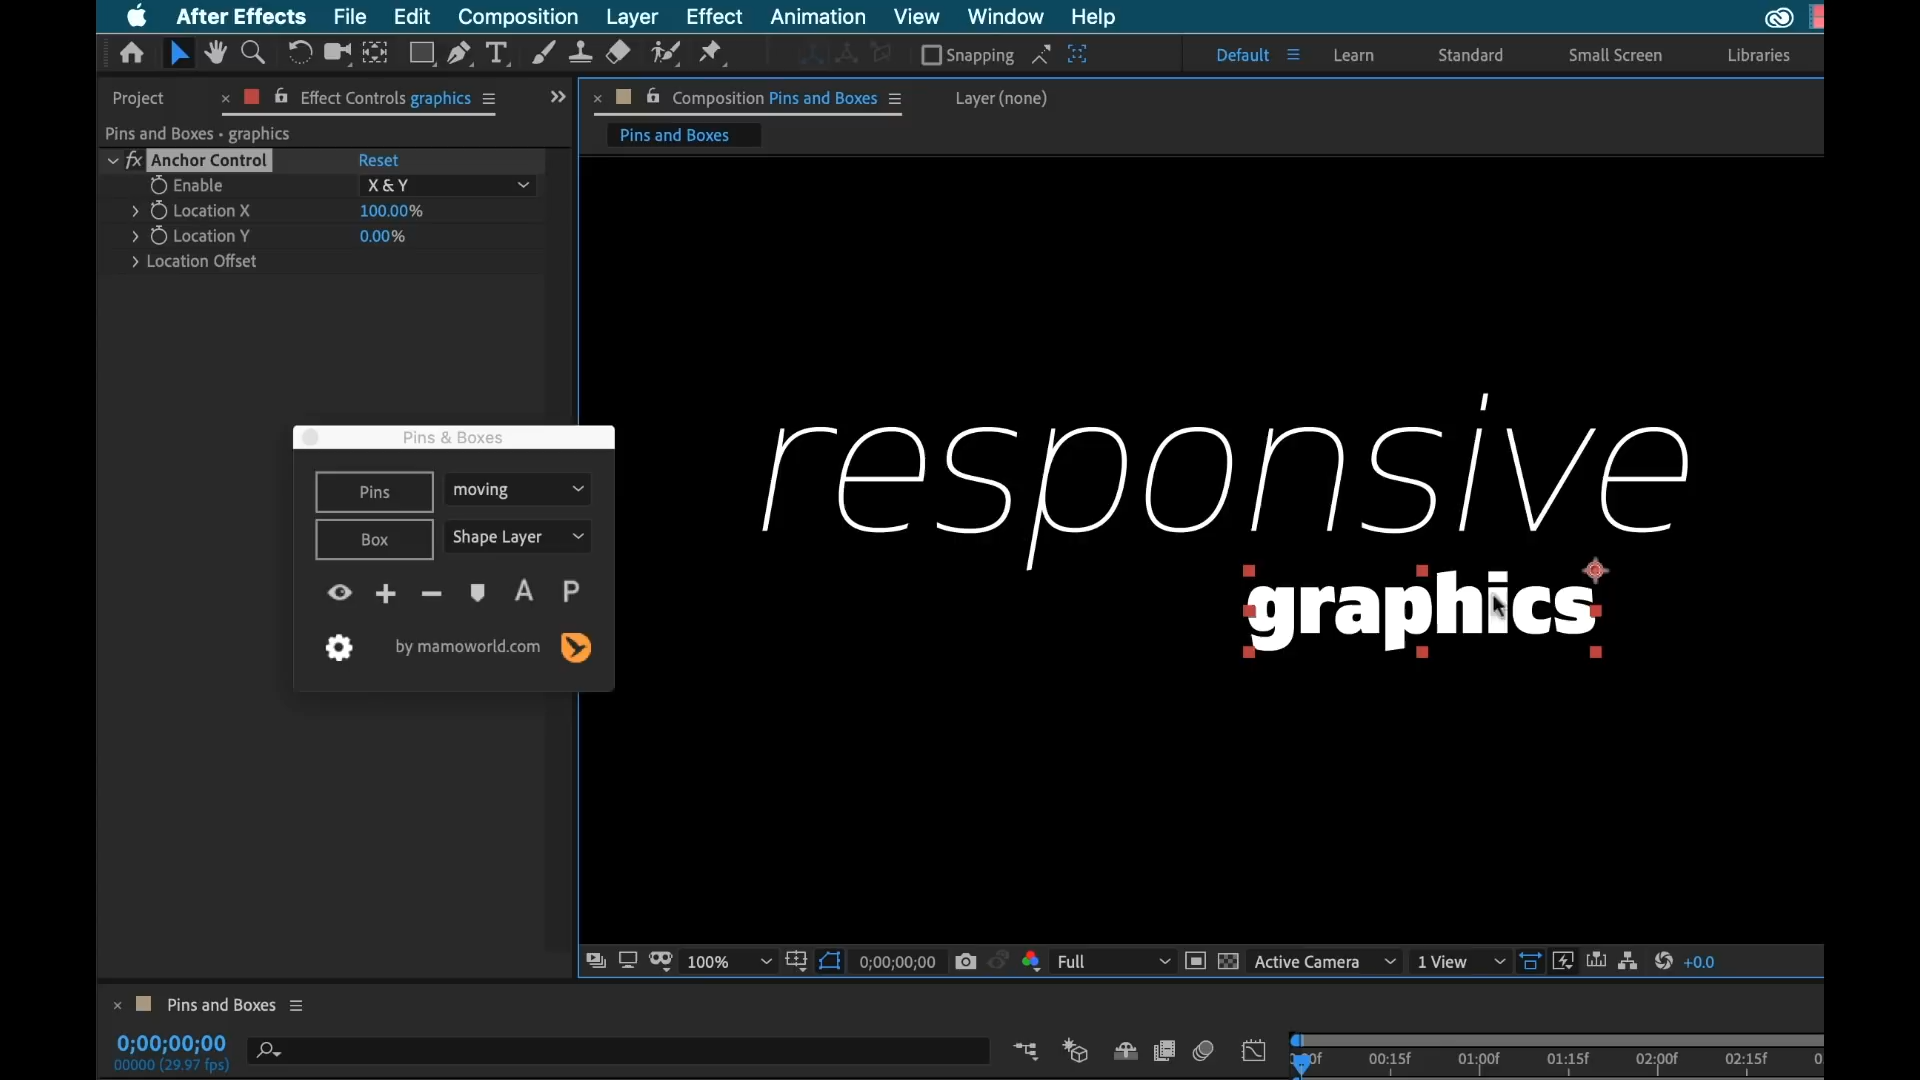 After Effects File Edit Composition Layer Effect Animation View Window Help
Snapping Default Learn Standard Small Screen Libraries
Project Effect Controls graphics Composition Pins and Boxes Layer (none)
Pins and Boxes • graphics
Pins and Boxes
fx Anchor Control Reset
Enable X & Y
Location X 100.00%
Location Y 0.00%
Location Offset
Pins & Boxes
Pins moving
Box Shape Layer
A P
by mamoworld.com
responsive
graphics
100% 0;00;00;00 Full Active Camera 1 View +0.0
Pins and Boxes
0;00;00;00
00000 (29.97 fps)
00:15f 01:00f 01:15f 02:00f 02:15f